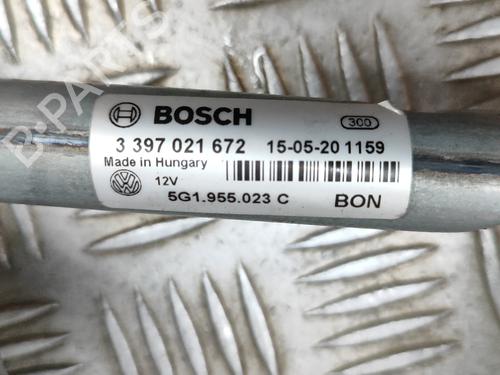 BOSCH 300
3 397 021 672 15-05-20 1159
Made in Hungary
12V
5G1.955.023 C BON
B-PARTS